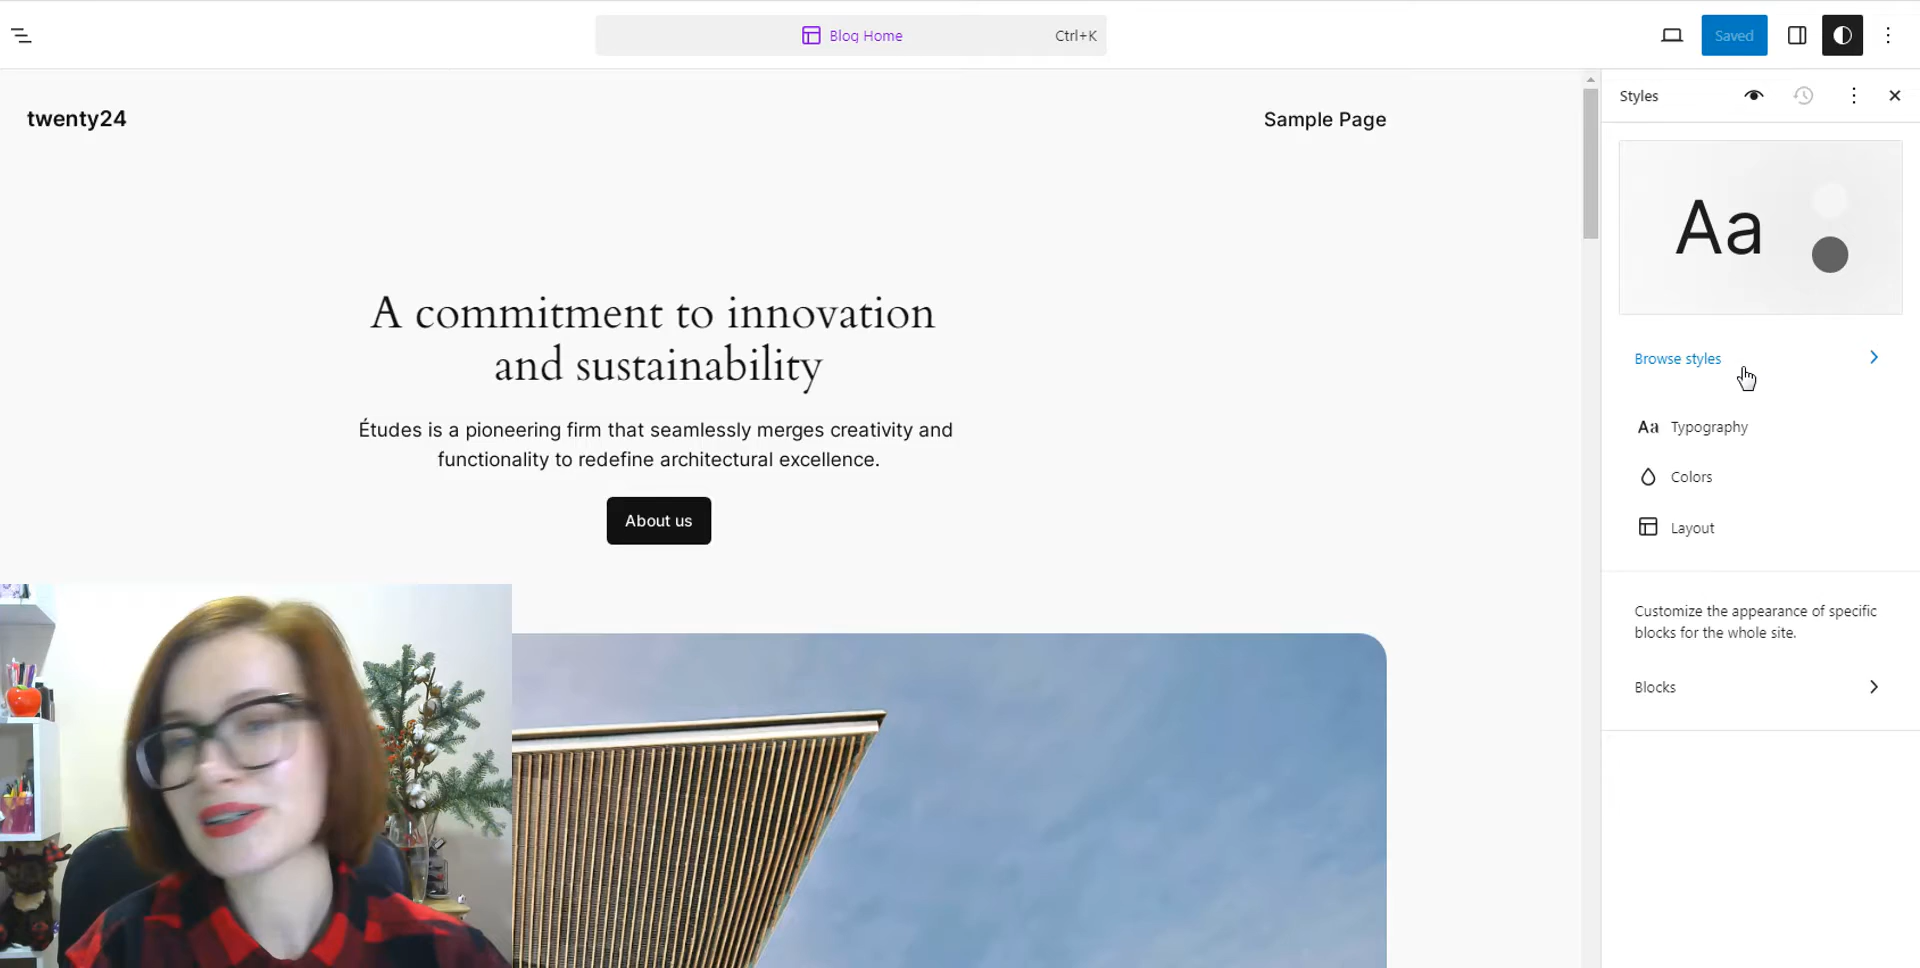 Blog Home
Ctrl+K
Saved
twenty24
Sample Page
A commitment to innovation
and sustainability
Études is a pioneering firm that seamlessly merges creativity and
functionality to redefine architectural excellence.
About us
Styles
Aa
Browse styles
Aa Typography
Colors
Layout
Customize the appearance of specific
blocks for the whole site.
Blocks